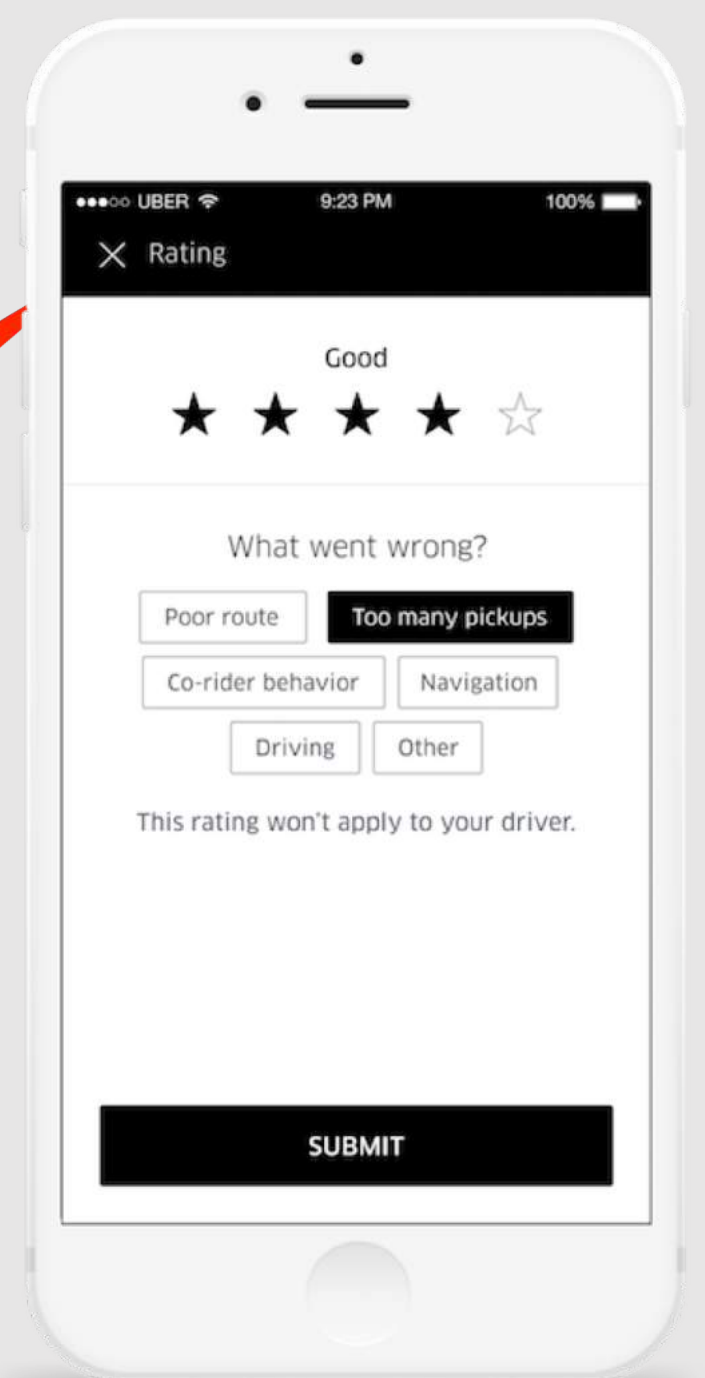 UBER 9:23 PM 100%
Rating
Good
What went wrong?
Poor route Too many pickups
Co-rider behavior Navigation
Driving Other
This rating won't apply to your driver.
SUBMIT